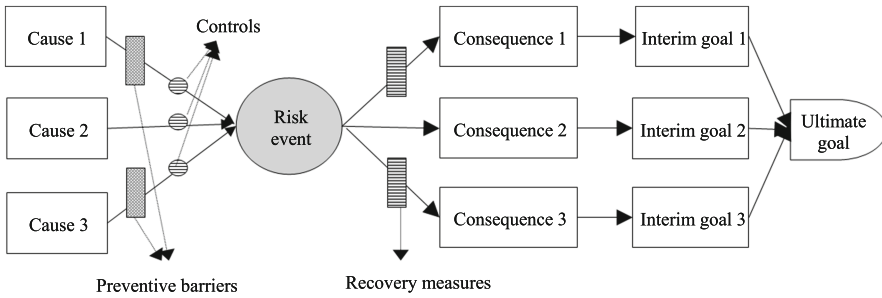 Cause 1
Controls
Consequence 1
Interim goal 1
Cause 2
Risk
event
Consequence 2
Interim goal 2
Ultimate
goal
Cause 3
Consequence 3
Interim goal 3
Preventive barriers
Recovery measures